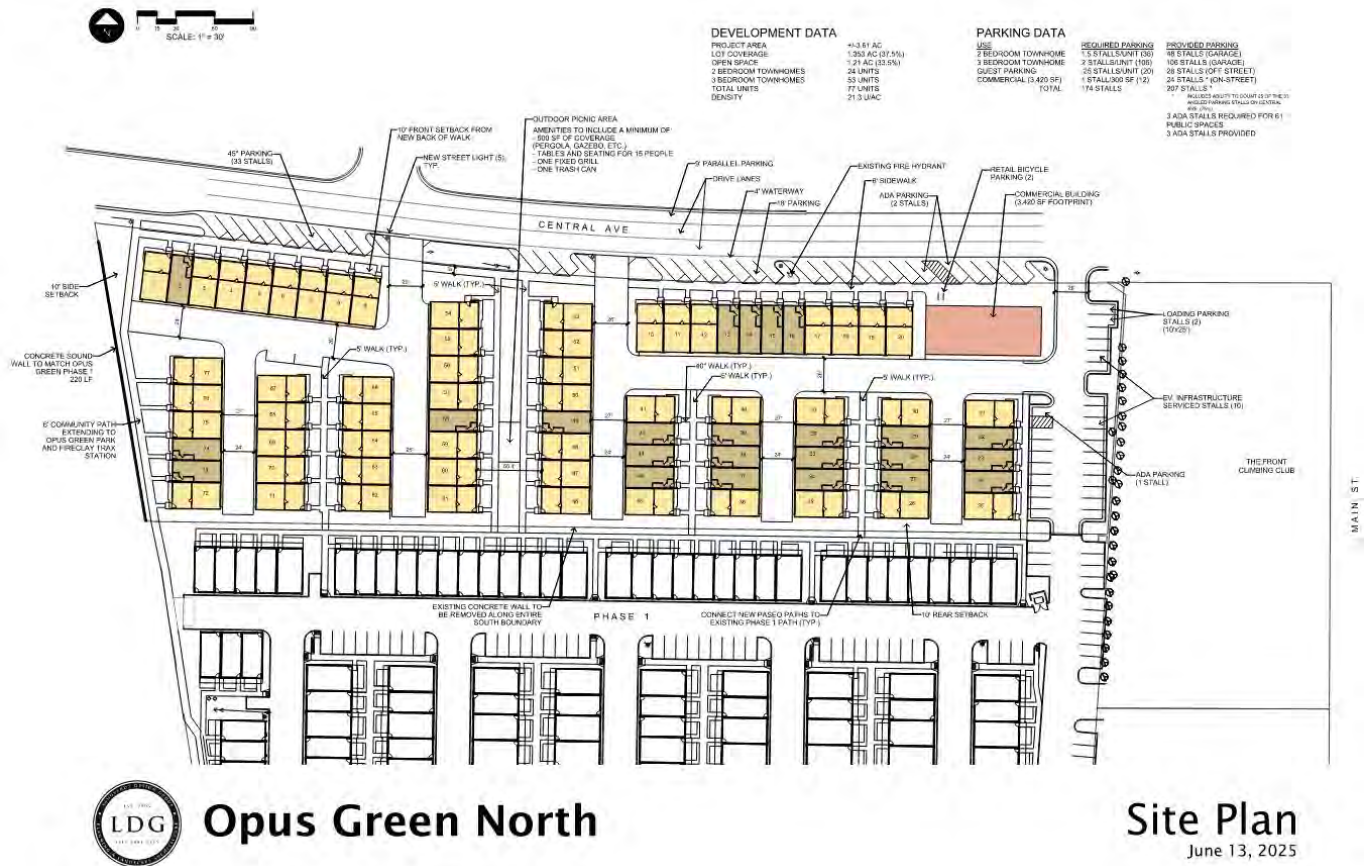 N
SCALE: 1" = 30'
DEVELOPMENT DATA
PROJECT AREA +/-3.61 AC
LOT COVERAGE 1.353 AC (37.5%)
OPEN SPACE 1.21 AC (33.5%)
2 BEDROOM TOWNHOMES 24 UNITS
3 BEDROOM TOWNHOMES 53 UNITS
TOTAL UNITS 77 UNITS
DENSITY 21.3 U/AC
PARKING DATA
USE REQUIRED PARKING PROVIDED PARKING
2 BEDROOM TOWNHOME 1.5 STALLS/UNIT (36) 48 STALLS (GARAGE)
3 BEDROOM TOWNHOME 2 STALLS/UNIT (106) 106 STALLS (GARAGE)
GUEST PARKING .25 STALLS/UNIT (20) 28 STALLS (OFF STREET)
COMMERCIAL (3,420 SF) 1 STALL/300 SF (12) 24 STALLS * (ON-STREET)
TOTAL 174 STALLS 207 STALLS *
3 ADA STALLS REQUIRED FOR 61
PUBLIC SPACES
3 ADA STALLS PROVIDED
OUTDOOR PICNIC AREA
AMENITIES TO INCLUDE A MINIMUM OF
- 600 SF OF COVERAGE
(PERGOLA, GAZEBO, ETC.)
- TABLES AND SEATING FOR 15 PEOPLE
- ONE FIXED GRILL
- ONE TRASH CAN
10' FRONT SETBACK FROM
NEW BACK OF WALK
45° PARKING
(33 STALLS)
NEW STREET LIGHT (5),
TYP.
9' PARALLEL PARKING
DRIVE LANES
4' WATERWAY
18' PARKING
EXISTING FIRE HYDRANT
6' SIDEWALK
ADA PARKING
(2 STALLS)
RETAIL BICYCLE
PARKING (2)
COMMERCIAL BUILDING
(3,420 SF FOOTPRINT)
CENTRAL AVE
10' SIDE
SETBACK
5' WALK (TYP.)
LOADING PARKING
STALLS (2)
(10'X25')
CONCRETE SOUND
WALL TO MATCH OPUS
GREEN PHASE 1
220 LF
5' WALK (TYP.)
5' WALK (TYP.)
5' WALK (TYP.)
EV. INFRASTRUCTURE
SERVICED STALLS (10)
6' COMMUNITY PATH
EXTENDING TO
OPUS GREEN PARK
AND FIRECLAY TRAX
STATION
ADA PARKING
(1 STALL)
THE FRONT
CLIMBING CLUB
MAIN ST.
EXISTING CONCRETE WALL TO
BE REMOVED ALONG ENTIRE
SOUTH BOUNDARY
PHASE 1
CONNECT NEW PASEO PATHS TO
EXISTING PHASE 1 PATH (TYP.)
10' REAR SETBACK
LDG
Opus Green North
Site Plan
June 13, 2025